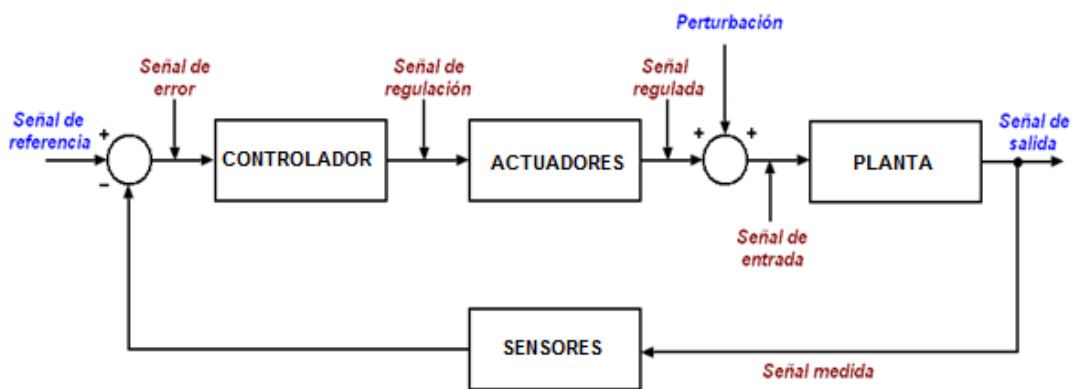 Perturbación
Señal de
error
Señal de
regulación
Señal
regulada
Señal de
referencia
+
−
CONTROLADOR
ACTUADORES
+
+
PLANTA
Señal de
salida
Señal de
entrada
SENSORES
Señal medida